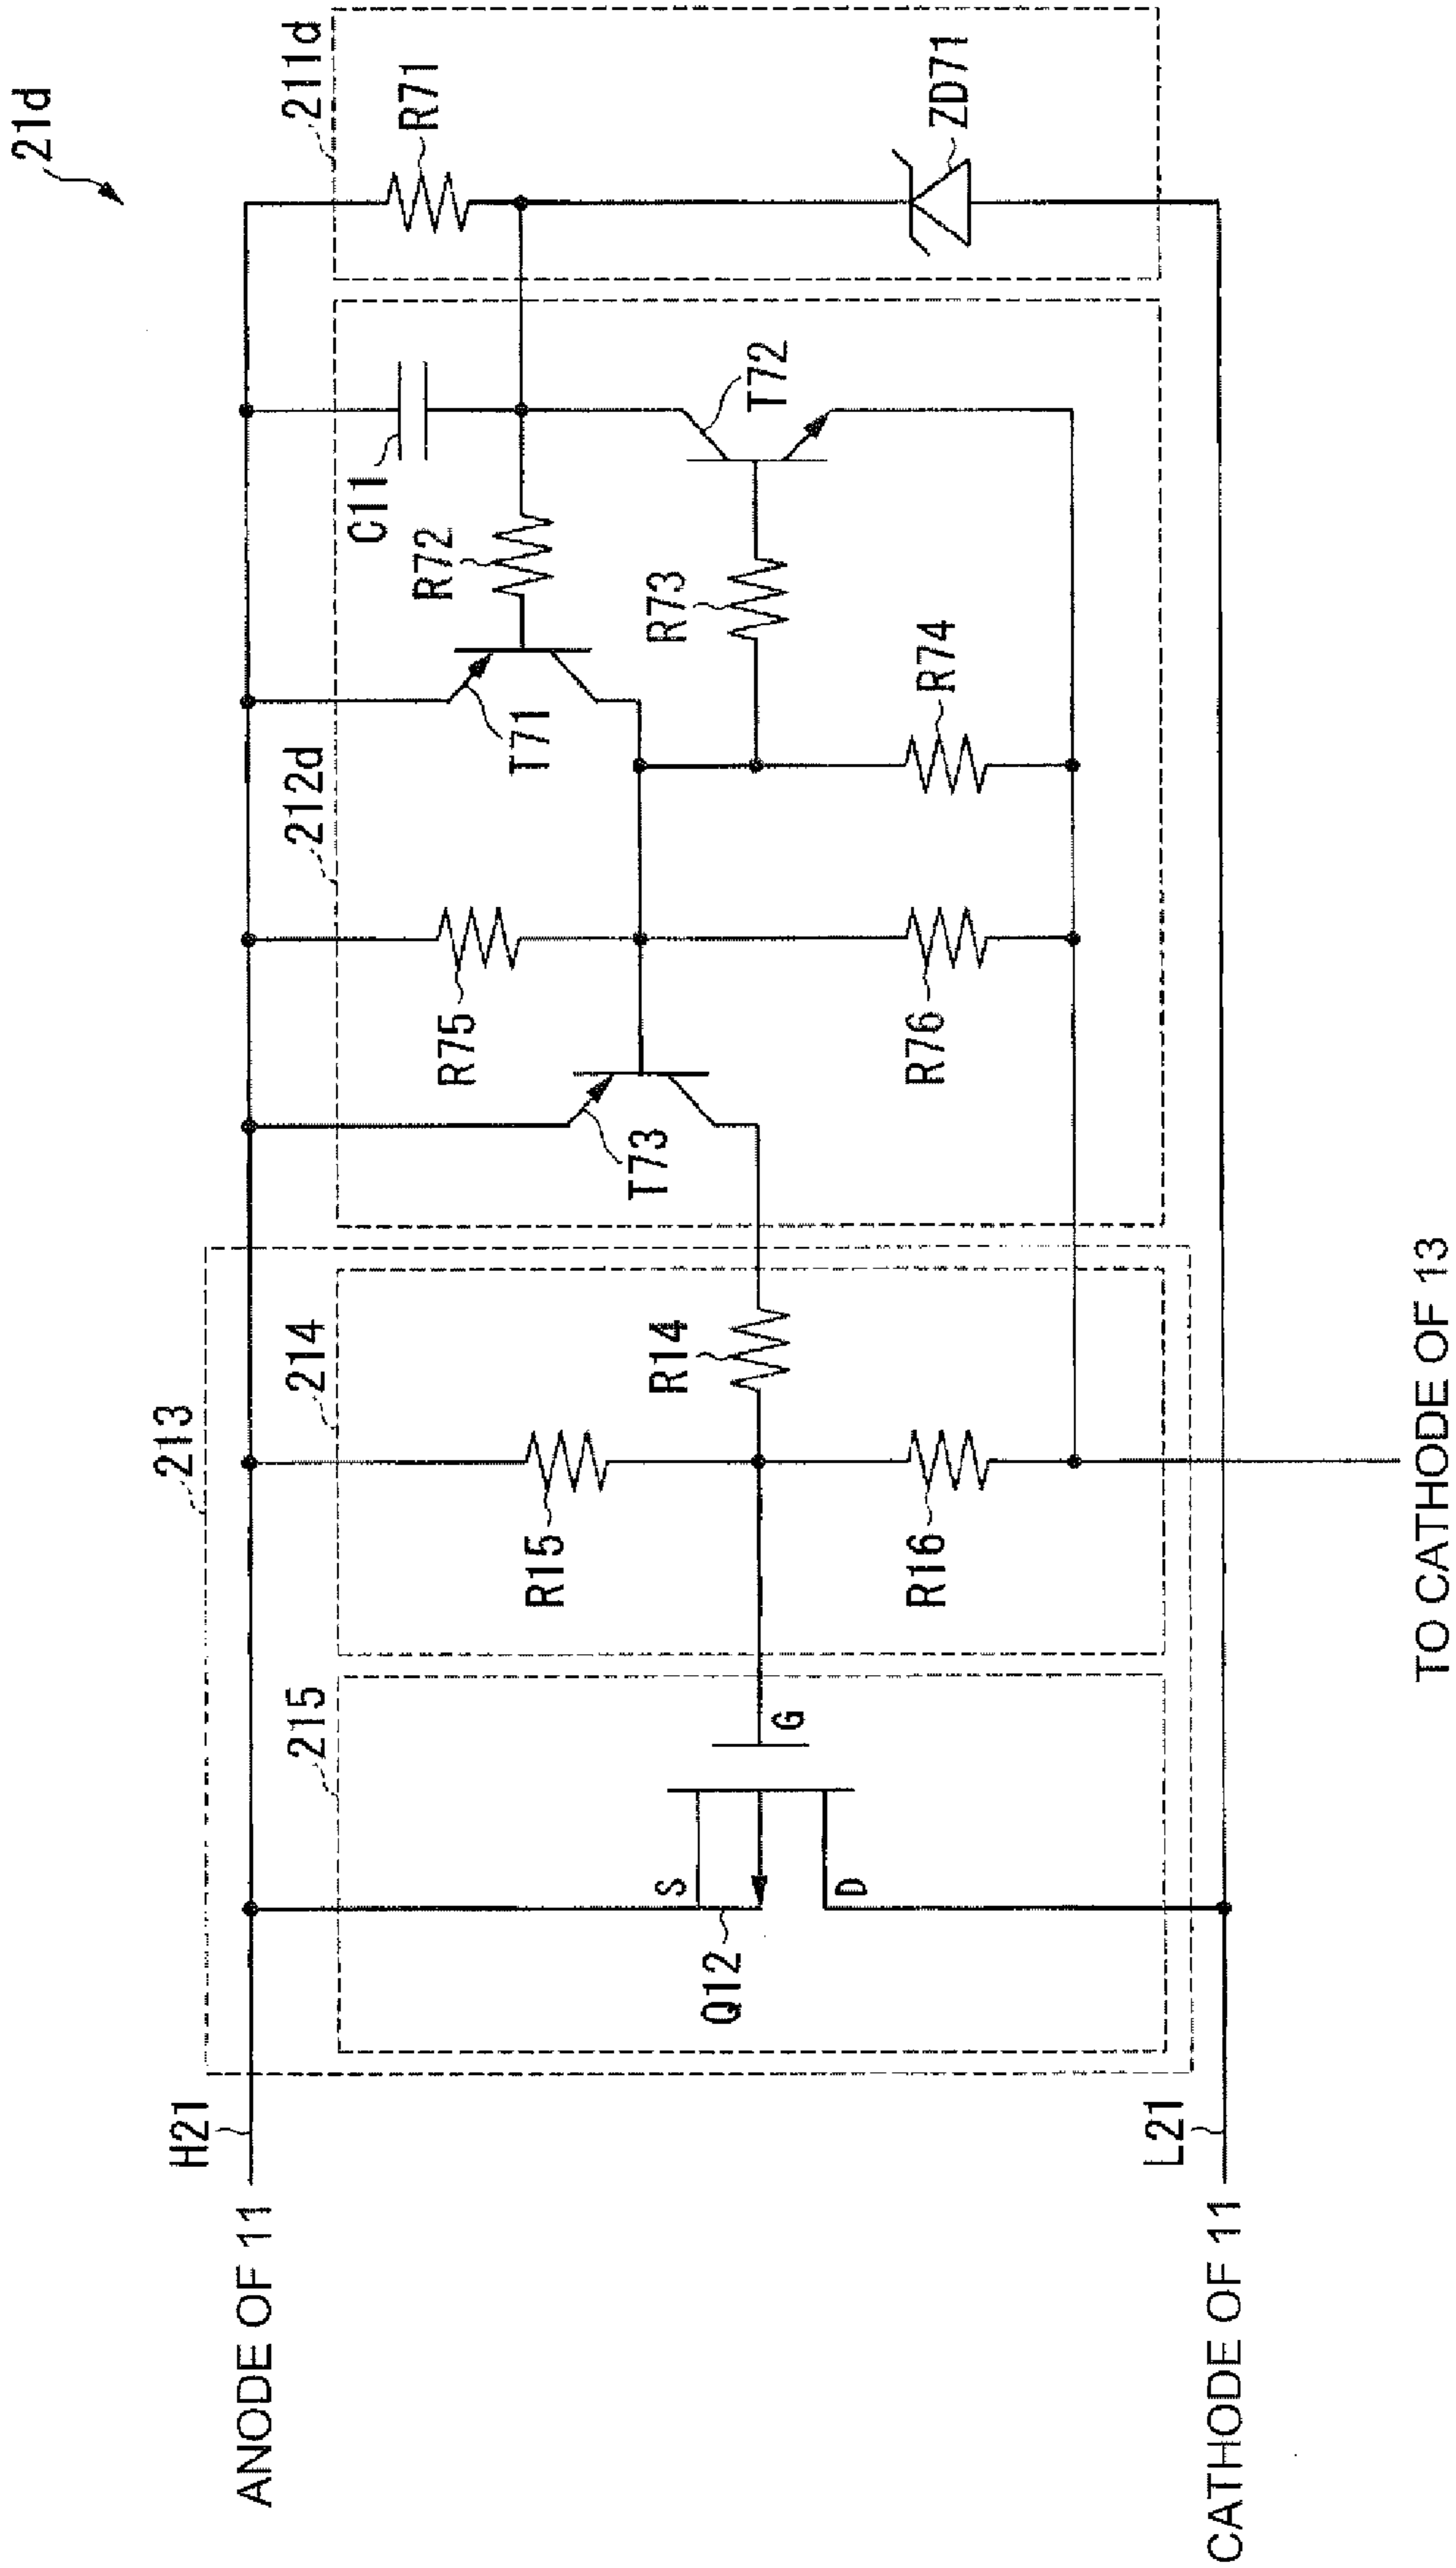 21d
211d
R71
ZD71
C11
R72
T72
R73
T71
R74
212d
R75
R76
T73
213
214
R14
R15
R16
215
S
G
D
Q12
H21
L21
ANODE OF 11
CATHODE OF 11
TO CATHODE OF 13